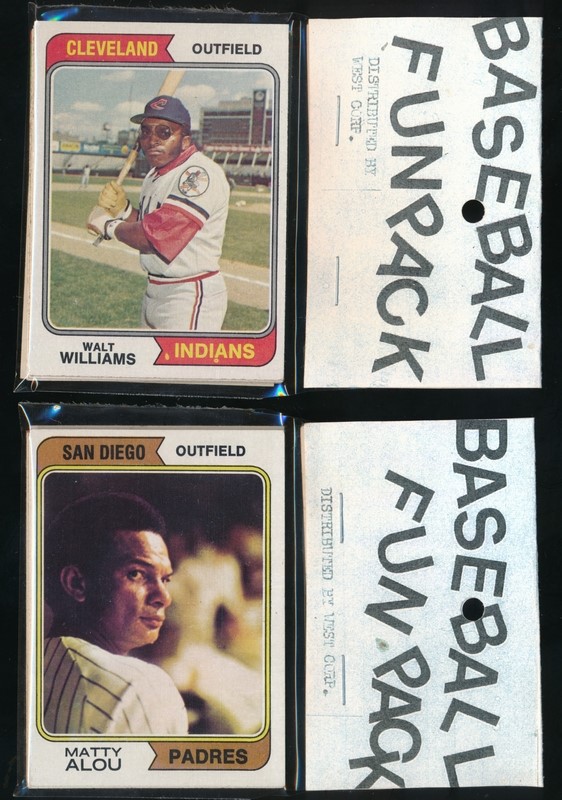 CLEVELAND
OUTFIELD
WALT
WILLIAMS
INDIANS
BASEBALL
FUN PACK
DISTRIBUTED BY
WEST CORP.
SAN DIEGO
OUTFIELD
MATTY
ALOU
PADRES
BASEBALL
FUN PACK
DISTRIBUTED BY WEST CORP.